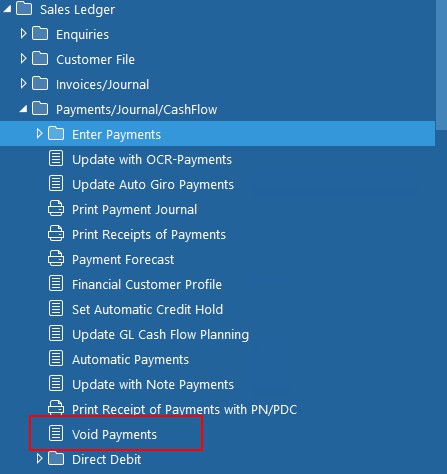 Sales Ledger
Enquiries
Customer File
Invoices/Journal
Payments/Journal/CashFlow
Enter Payments
Update with OCR-Payments
Update Auto Giro Payments
Print Payment Journal
Print Receipts of Payments
Payment Forecast
Financial Customer Profile
Set Automatic Credit Hold
Update GL Cash Flow Planning
Automatic Payments
Update with Note Payments
Print Receipt of Payments with PN/PDC
Void Payments
Direct Debit